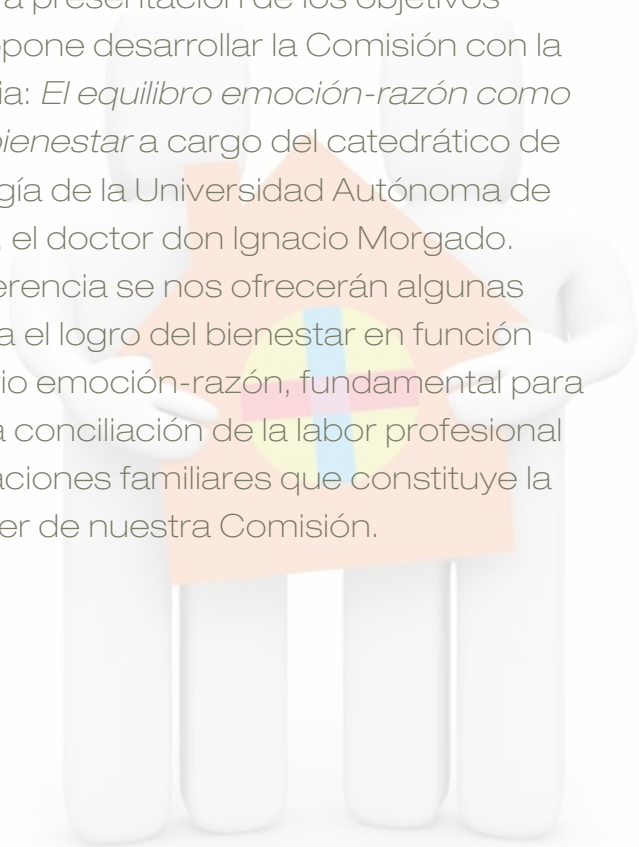 a presentación de los objetivos
pone desarrollar la Comisión con la
ia: El equilibro emoción-razón como
bienestar a cargo del catedrático de
gía de la Universidad Autónoma de
, el doctor don Ignacio Morgado.
erencia se nos ofrecerán algunas
a el logro del bienestar en función
io emoción-razón, fundamental para
a conciliación de la labor profesional
aciones familiares que constituye la
er de nuestra Comisión.